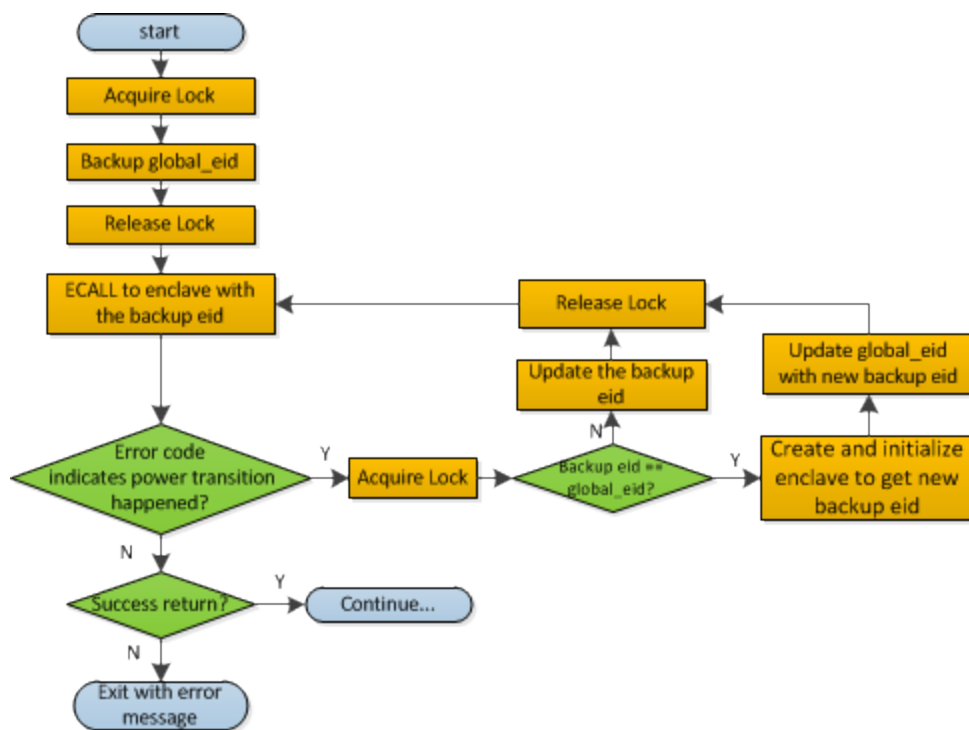 start
Acquire Lock
Backup global_eid
Release Lock
ECALL to enclave with
the backup eid
Release Lock
Update global_eid
with new backup eid
Update the backup
eid
N
Error code
indicates power transition
happened?
Y
Acquire Lock
Backup eid ==
global_eid?
Y
Create and initialize
enclave to get new
backup eid
N
Success return?
Y
Continue...
N
Exit with error
message